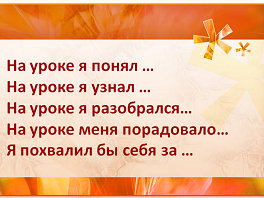 На уроке я понял ...
На уроке я узнал ...
На уроке я разобрался...
На уроке меня порадовало...
Я похвалил бы себя за ...